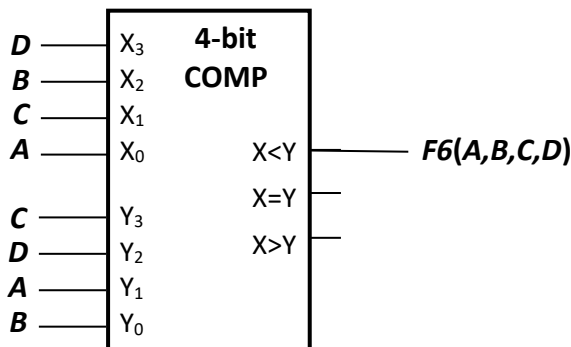 4-bit
COMP
D X₃
B X₂
C X₁
A X₀ X<Y F6(A,B,C,D)
X=Y
C Y₃
X>Y
D Y₂
A Y₁
B Y₀